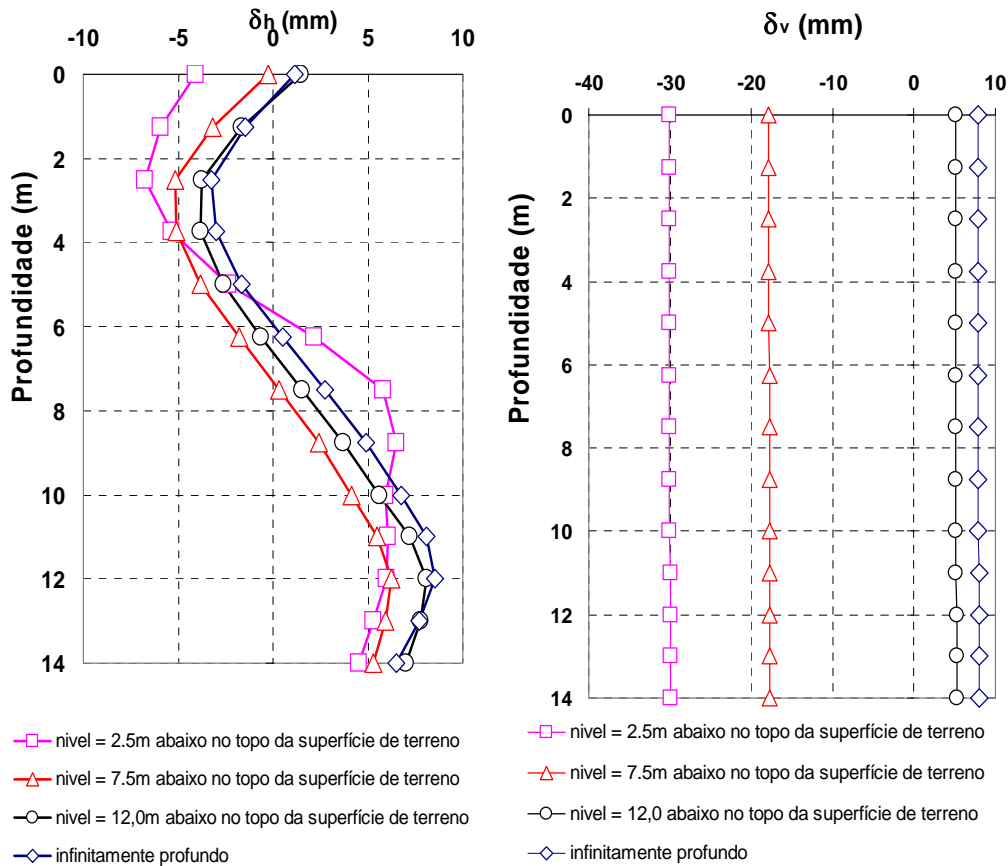 δh (mm)
-10 -5 0 5 10
0
2
4
6
8
10
12
14
Profundidade (m)
nivel = 2.5m abaixo no topo da superfície de terreno
nivel = 7.5m abaixo no topo da superfície de terreno
nivel = 12,0m abaixo no topo da superfície de terreno
infinitamente profundo
δv (mm)
-40 -30 -20 -10 0 10
0
2
4
6
8
10
12
14
Profundidade (m)
nivel = 2.5m abaixo no topo da superfície de terreno
nivel = 7.5m abaixo no topo da superfície de terreno
nivel = 12,0 abaixo no topo da superfície de terreno
infinitamente profundo